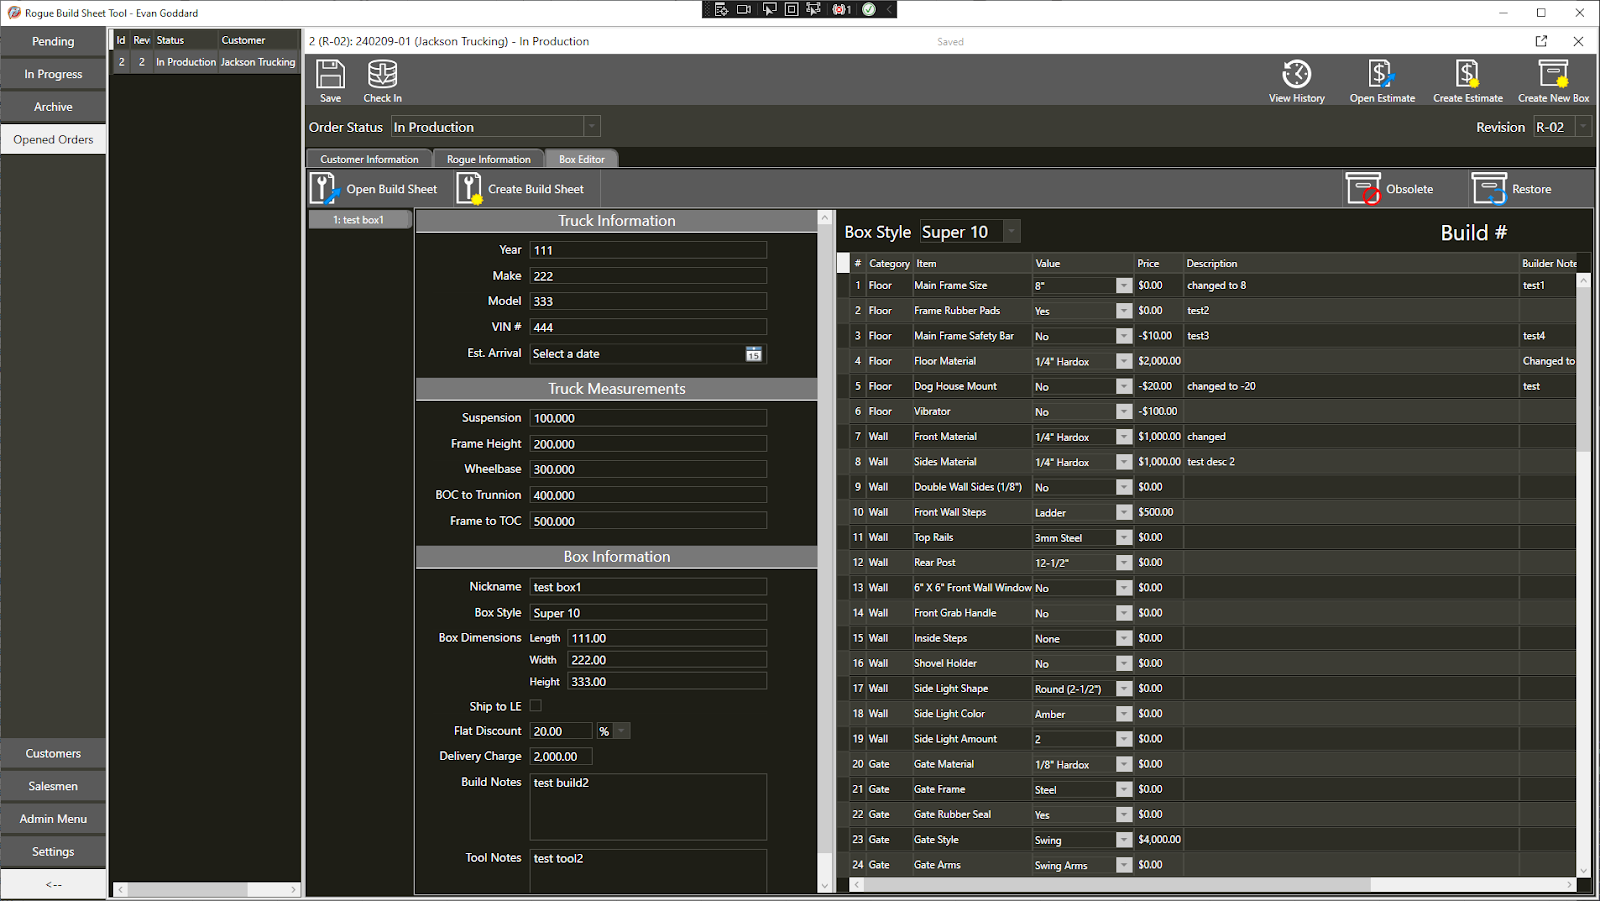 Rogue Build Sheet Tool - Evan Goddard
1
Pending
In Progress
Archive
Opened Orders
Customers
Salesmen
Admin Menu
Settings
<--
Id Rev Status Customer
2 2 In Production Jackson Trucking
2 (R-02): 240209-01 (Jackson Trucking) - In Production
Saved
Save
Check In
View History
Open Estimate
Create Estimate
Create New Box
Order Status In Production
Revision R-02
Customer Information
Rogue Information
Box Editor
Open Build Sheet
Create Build Sheet
Obsolete
Restore
1: test box1
Truck Information
Year 111
Make 222
Model 333
VIN # 444
Est. Arrival Select a date 15
Truck Measurements
Suspension 100.000
Frame Height 200.000
Wheelbase 300.000
BOC to Trunnion 400.000
Frame to TOC 500.000
Box Information
Nickname test box1
Box Style Super 10
Box Dimensions Length 111.00
Width 222.00
Height 333.00
Ship to LE
Flat Discount 20.00 %
Delivery Charge 2,000.00
Build Notes test build2
Tool Notes test tool2
Box Style Super 10
Build #
# Category Item Value Price Description Builder Note
1 Floor Main Frame Size 8" $0.00 changed to 8 test1
2 Floor Frame Rubber Pads Yes $0.00 test2
3 Floor Main Frame Safety Bar No -$10.00 test3 test4
4 Floor Floor Material 1/4" Hardox $2,000.00 Changed to
5 Floor Dog House Mount No -$20.00 changed to -20 test
6 Floor Vibrator No -$100.00
7 Wall Front Material 1/4" Hardox $1,000.00 changed
8 Wall Sides Material 1/4" Hardox $1,000.00 test desc 2
9 Wall Double Wall Sides (1/8") No $0.00
10 Wall Front Wall Steps Ladder $500.00
11 Wall Top Rails 3mm Steel $0.00
12 Wall Rear Post 12-1/2" $0.00
13 Wall 6" X 6" Front Wall Window No $0.00
14 Wall Front Grab Handle No $0.00
15 Wall Inside Steps None $0.00
16 Wall Shovel Holder No $0.00
17 Wall Side Light Shape Round (2-1/2") $0.00
18 Wall Side Light Color Amber $0.00
19 Wall Side Light Amount 2 $0.00
20 Gate Gate Material 1/8" Hardox $0.00
21 Gate Gate Frame Steel $0.00
22 Gate Gate Rubber Seal Yes $0.00
23 Gate Gate Style Swing $4,000.00
24 Gate Gate Arms Swing Arms $0.00